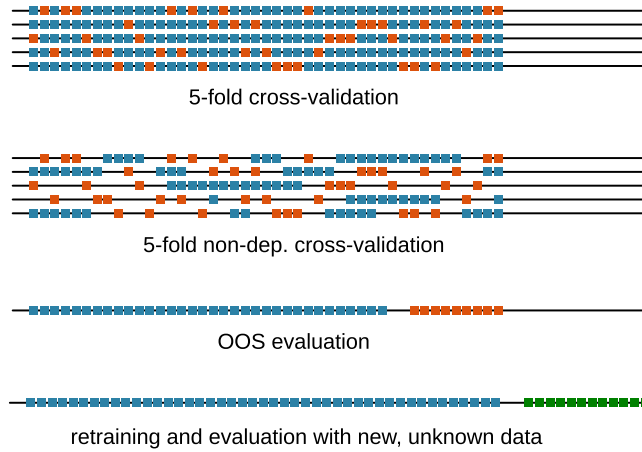 5-fold cross-validation
5-fold non-dep. cross-validation
OOS evaluation
retraining and evaluation with new, unknown data